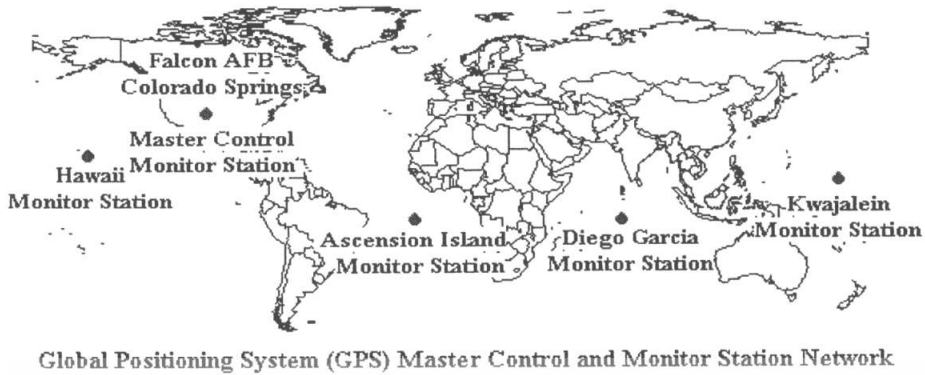 Falcon AFB
Colorado Springs
Master Control
Monitor Station
Hawaii
Monitor Station
Ascension Island
Monitor Station
Diego Garcia
Monitor Station
Kwajalein
Monitor Station
Global Positioning System (GPS) Master Control and Monitor Station Network